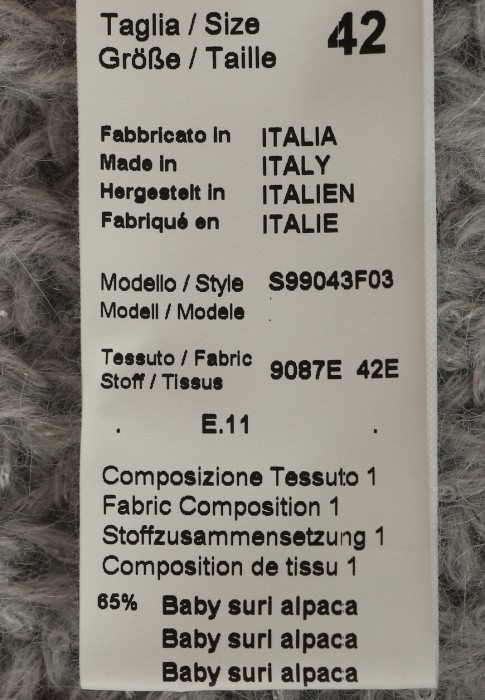 Taglia / Size 42
Größe / Taille
Fabbricato in ITALIA
Made in ITALY
Hergestelt in ITALIEN
Fabriqué en ITALIE
Modello / Style S99043F03
Modell / Modele
Tessuto / Fabric 9087E 42E
Stoff / Tissus
. E.11 .
Composizione Tessuto 1
Fabric Composition 1
Stoffzusammensetzung 1
Composition de tissu 1
65% Baby suri alpaca
Baby suri alpaca
Baby suri alpaca